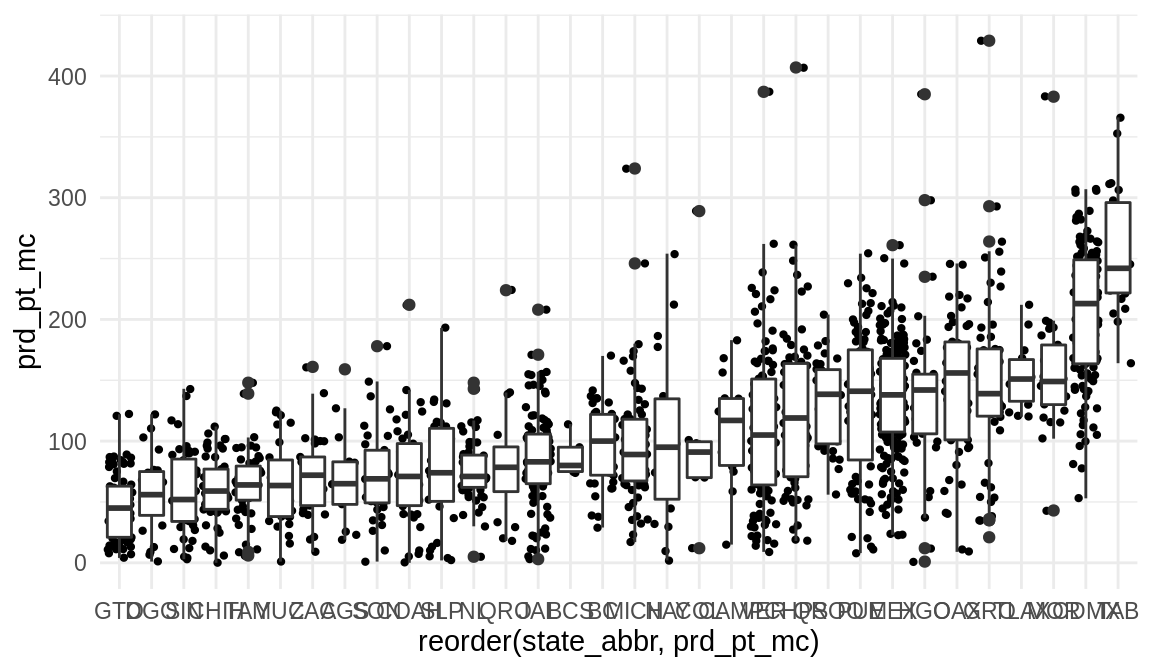 400
300
200
100
0
prd_pt_mc
GTO DGO SIN CHIH TAM YUC ZAC AGS SON COAH SLP NL QRO JAL BCS BC MICH NAY COL CAMP VER CHPS QROO PUE MEX HGO OAX GRO TLAX MOR CDMX TAB
reorder(state_abbr, prd_pt_mc)